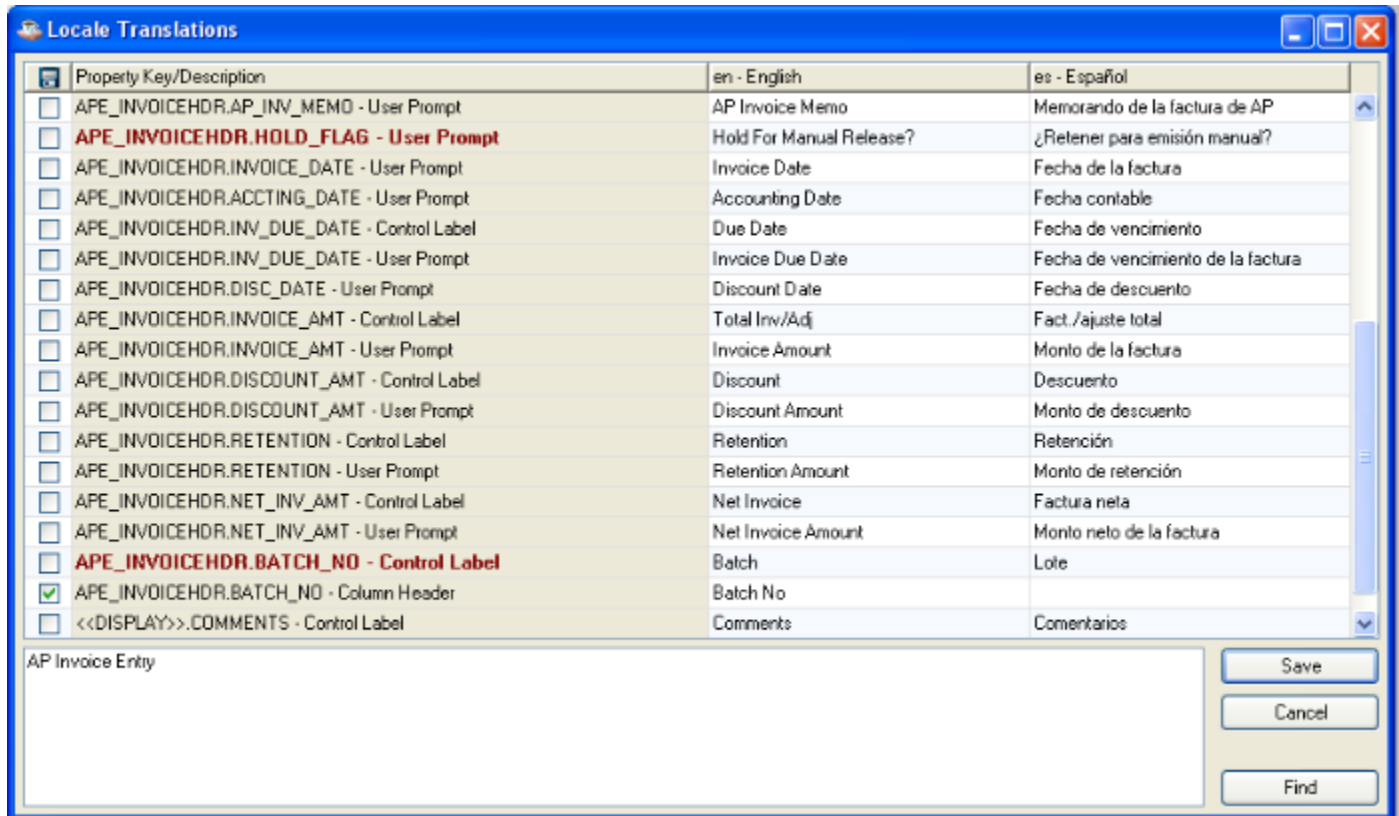 Locale Translations
Property Key/Description en - English es - Español
APE_INVOICEHDR.AP_INV_MEMO - User Prompt AP Invoice Memo Memorando de la factura de AP
APE_INVOICEHDR.HOLD_FLAG - User Prompt Hold For Manual Release? ¿Retener para emisión manual?
APE_INVOICEHDR.INVOICE_DATE - User Prompt Invoice Date Fecha de la factura
APE_INVOICEHDR.ACCTING_DATE - User Prompt Accounting Date Fecha contable
APE_INVOICEHDR.INV_DUE_DATE - Control Label Due Date Fecha de vencimiento
APE_INVOICEHDR.INV_DUE_DATE - User Prompt Invoice Due Date Fecha de vencimiento de la factura
APE_INVOICEHDR.DISC_DATE - User Prompt Discount Date Fecha de descuento
APE_INVOICEHDR.INVOICE_AMT - Control Label Total Inv/Adj Fact./ajuste total
APE_INVOICEHDR.INVOICE_AMT - User Prompt Invoice Amount Monto de la factura
APE_INVOICEHDR.DISCOUNT_AMT - Control Label Discount Descuento
APE_INVOICEHDR.DISCOUNT_AMT - User Prompt Discount Amount Monto de descuento
APE_INVOICEHDR.RETENTION - Control Label Retention Retención
APE_INVOICEHDR.RETENTION - User Prompt Retention Amount Monto de retención
APE_INVOICEHDR.NET_INV_AMT - Control Label Net Invoice Factura neta
APE_INVOICEHDR.NET_INV_AMT - User Prompt Net Invoice Amount Monto neto de la factura
APE_INVOICEHDR.BATCH_NO - Control Label Batch Lote
APE_INVOICEHDR.BATCH_NO - Column Header Batch No
<<DISPLAY>>.COMMENTS - Control Label Comments Comentarios
AP Invoice Entry
Save
Cancel
Find